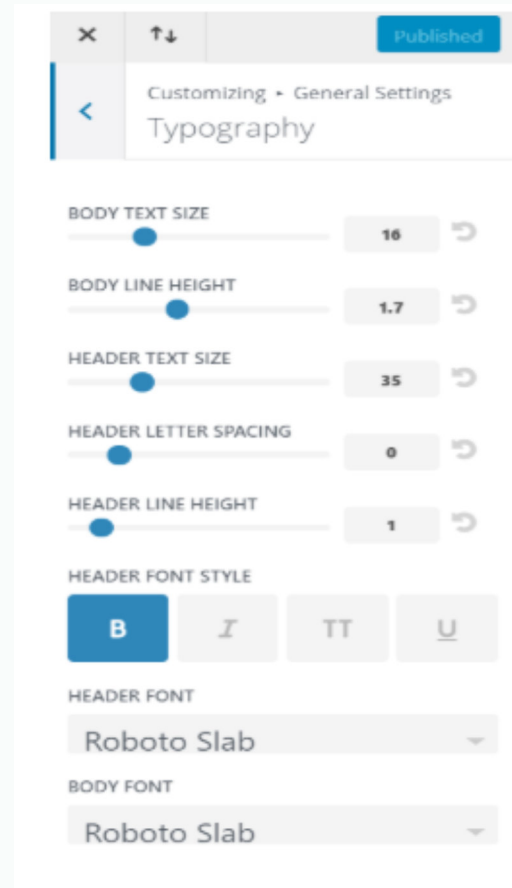 Published
Customizing ▸ General Settings
Typography
BODY TEXT SIZE
16
BODY LINE HEIGHT
1.7
HEADER TEXT SIZE
35
HEADER LETTER SPACING
0
HEADER LINE HEIGHT
1
HEADER FONT STYLE
B I TT U
HEADER FONT
Roboto Slab
BODY FONT
Roboto Slab